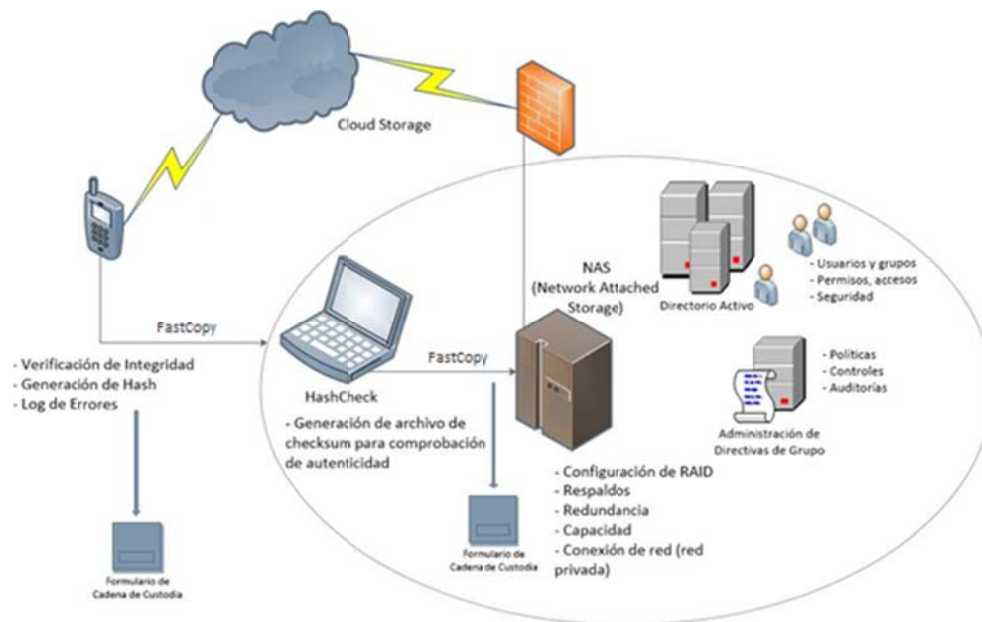 Cloud Storage
FastCopy
- Verificación de Integridad
- Generación de Hash
- Log de Errores
Formulario de
Cadena de Custodia
HashCheck
- Generación de archivo de
checksum para comprobación
de autenticidad
FastCopy
Formulario de
Cadena de Custodia
NAS
(Network Attached
Storage)
- Configuración de RAID
- Respaldos
- Redundancia
- Capacidad
- Conexión de red (red
privada)
Directorio Activo
- Usuarios y grupos
- Permisos, accesos
- Seguridad
- Políticas
- Controles
- Auditorías
Administración de
Directivas de Grupo